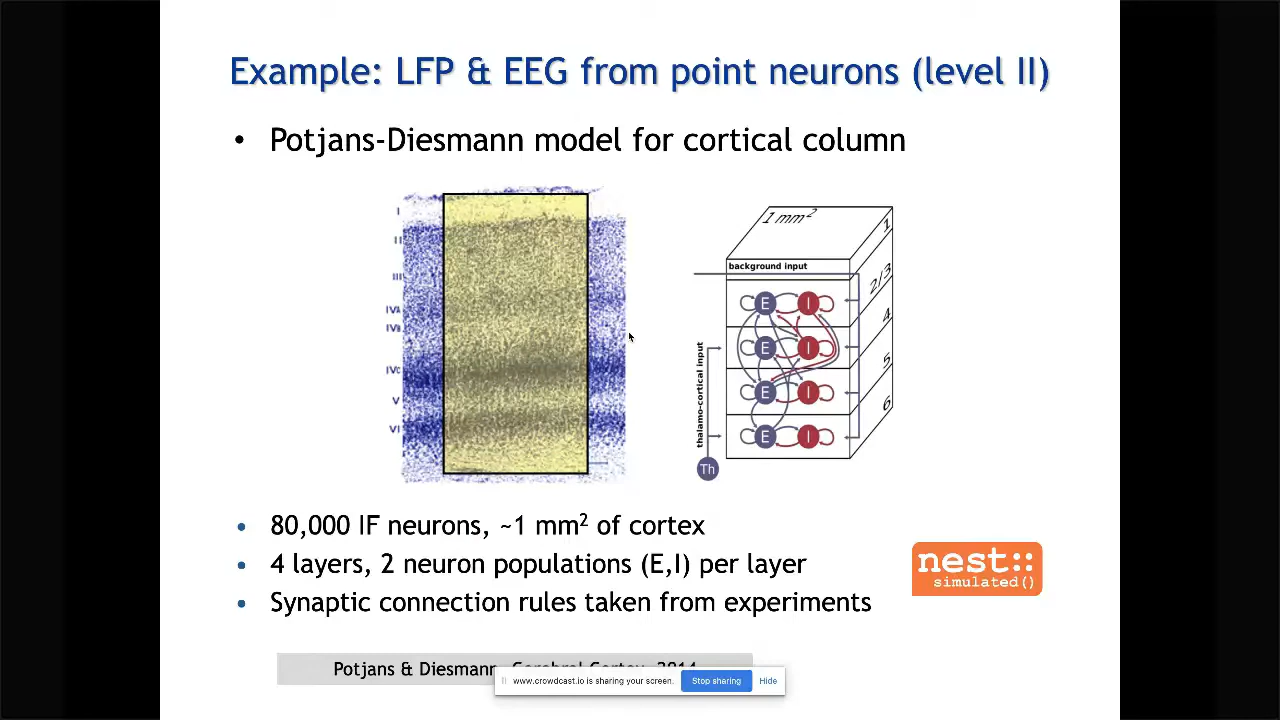 Example: LFP & EEG from point neurons (level II)
• Potjans-Diesmann model for cortical column
I
II
III
IVA
IVB
IVC
V
VI
1 mm²
background input
1
2/3
4
5
6
E I
E I
E I
E I
thalamo-cortical input
Th
• 80,000 IF neurons, ~1 mm² of cortex
• 4 layers, 2 neuron populations (E,I) per layer
• Synaptic connection rules taken from experiments
nest::
simulated()
Potjans & Diesmann, Cerebral Cortex, 2014
www.crowdcast.io is sharing your screen.
Stop sharing
Hide